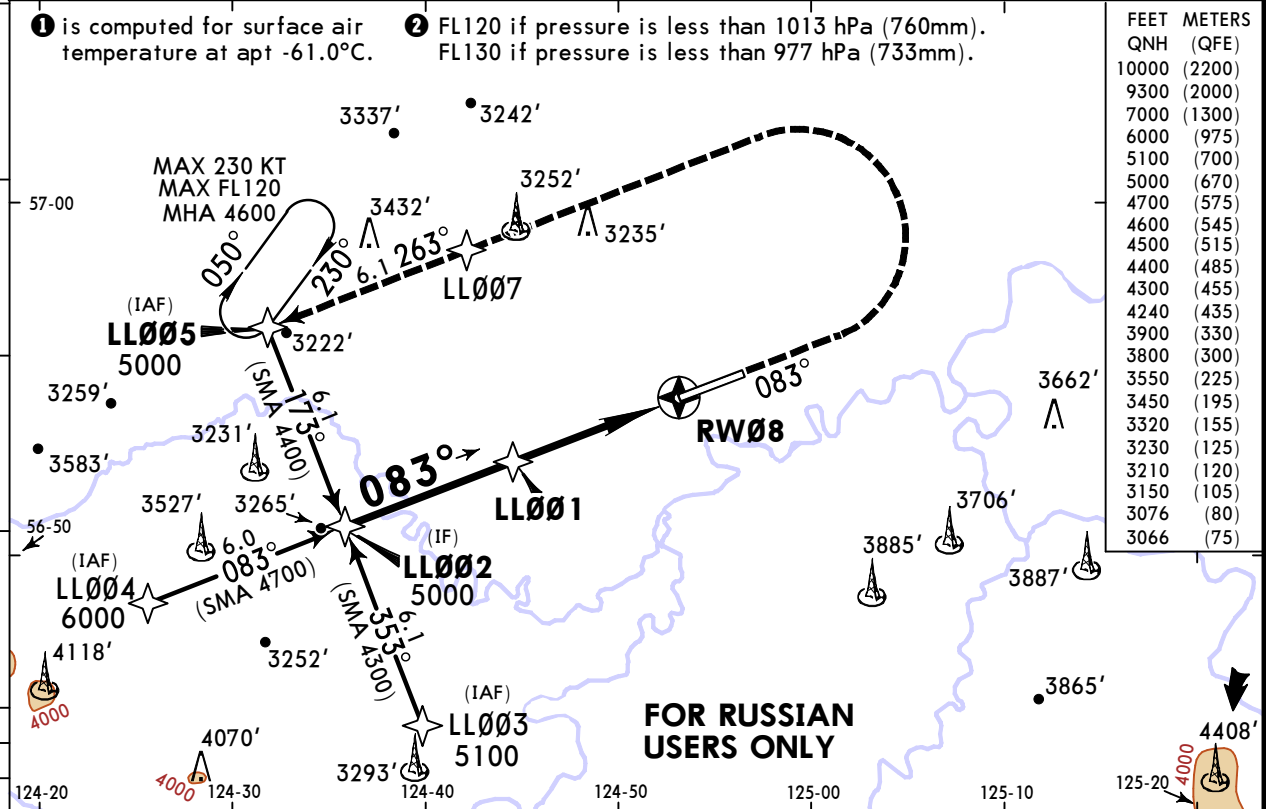 ❶ is computed for surface air
temperature at apt -61.0°C.
❷ FL120 if pressure is less than 1013 hPa (760mm).
FL130 if pressure is less than 977 hPa (733mm).
FEET METERS
QNH (QFE)
10000 (2200)
9300 (2000)
7000 (1300)
6000 (975)
5100 (700)
5000 (670)
4700 (575)
4600 (545)
4500 (515)
4400 (485)
4300 (455)
4240 (435)
3900 (330)
3800 (300)
3550 (225)
3450 (195)
3320 (155)
3230 (125)
3210 (120)
3150 (105)
3076 (80)
3066 (75)
3337'
3242'
MAX 230 KT
MAX FL120
MHA 4600
3252'
57-00
3432'
3235'
050°
230°
6.1 263°
LLØØ7
(IAF)
LLØØ5
5000
3222'
(SMA 4400)
173°
6.1
083°
3259'
3662'
3231'
RWØ8
3583'
083°
3527'
3265'
LLØØ1
3706'
56-50
6.0
083°
(SMA 4700)
(IF)
LLØØ2
5000
3885'
3887'
(IAF)
LLØØ4
6000
(SMA 4300)
353°
6.1
4118'
4000
3252'
3865'
(IAF)
LLØØ3
5100
FOR RUSSIAN
USERS ONLY
4070'
4000
3293'
4408'
4000
125-20
124-20
124-30
124-40
124-50
125-00
125-10